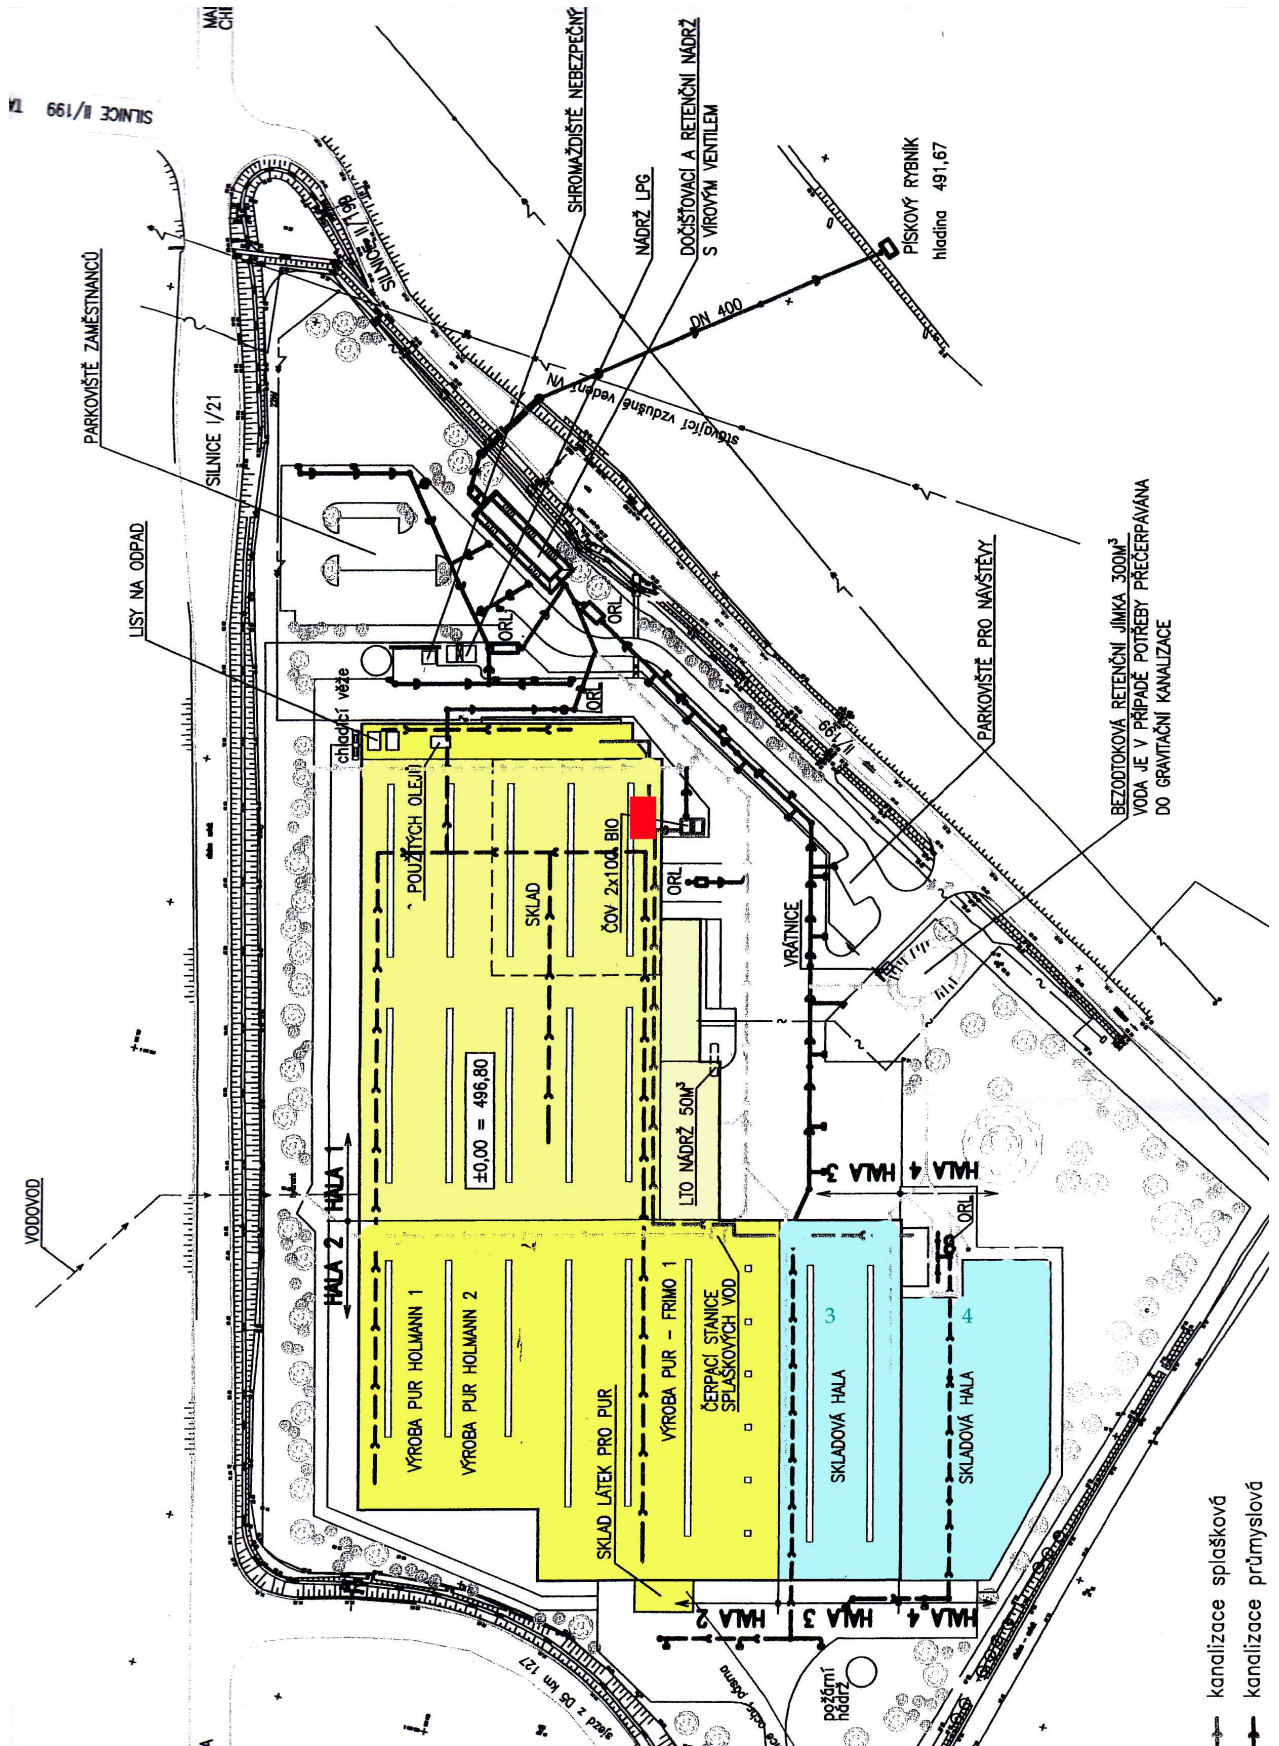 SILNICE II/199
PARKOVIŠTĚ ZAMĚSTNANCŮ
SILNICE I/21
SILNICE II/199
SHROMAŽDIŠTĚ NEBEZPEČNÝ
NÁDRŽ LPG
DOČIŠŤOVACÍ A RETENČNÍ NÁDRŽ
S VÍROVÝM VENTILEM
PÍSKOVÝ RYBNÍK
hladina 491,67
DN 400
stávající vzdušné vedení VN
LISY NA ODPAD
chladící věže
ORL
ORL
ORL
II/199
PARKOVIŠTĚ PRO NÁVŠTĚVY
BEZODTOKOVÁ RETENČNÍ JÍMKA 300M³
VODA JE V PŘÍPADĚ POTŘEBY PŘEČERPÁVÁNA
DO GRAVITAČNÍ KANALIZACE
POUŽITÝCH OLEJŮ
SKLAD
ČOV 2x100 BIO
ORL
VRÁTNICE
±0,00 = 496,80
LTO NÁDRŽ 50M³
VODOVOD
HALA 2
HALA 1
HALA 3
HALA 4
ORL
VÝROBA PUR HOLMANN 1
VÝROBA PUR HOLMANN 2
SKLAD LÁTEK PRO PUR
VÝROBA PUR - FRIMO 1
ČERPACÍ STANICE
SPLAŠKOVÝCH VOD
3
SKLADOVÁ HALA
4
SKLADOVÁ HALA
HALA 2
HALA 3
HALA 4
sjezd z D5 km 127
požární
nádrž
kanalizace splašková
kanalizace průmyslová